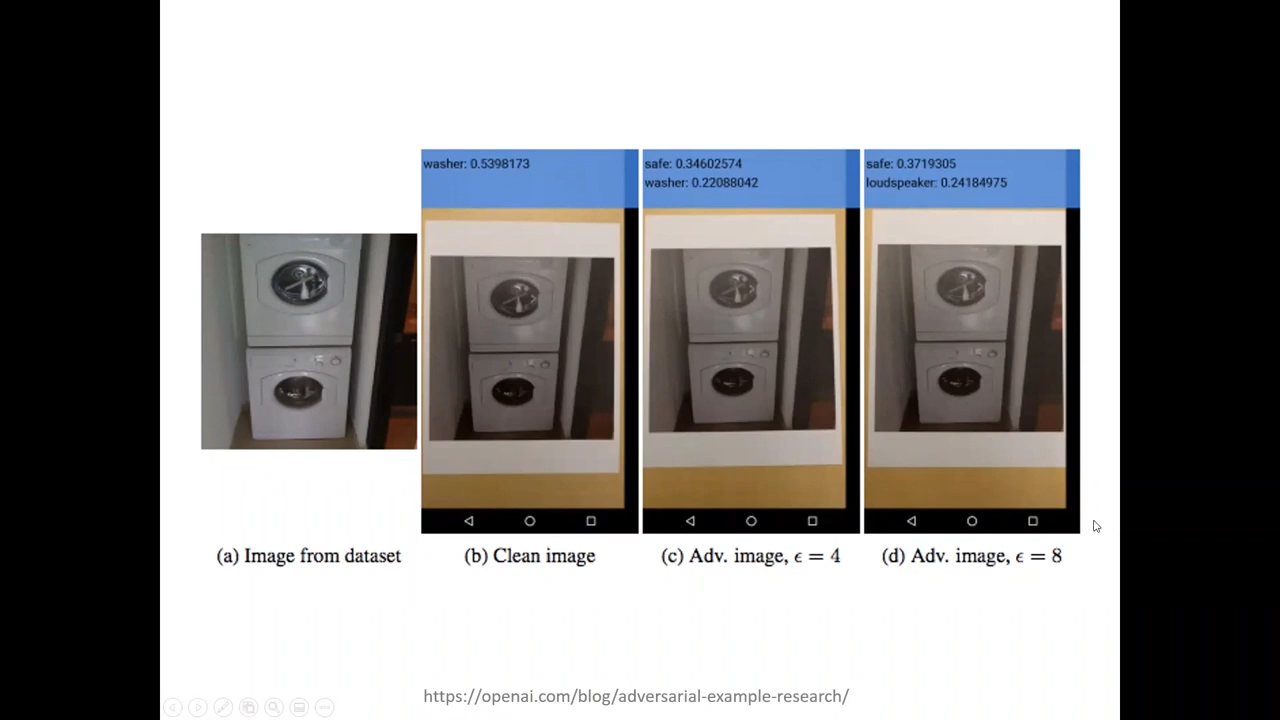 washer: 0.5398173
safe: 0.34602574
washer: 0.22088042
safe: 0.3719305
loudspeaker: 0.24184975
(a) Image from dataset
(b) Clean image
(c) Adv. image, ϵ = 4
(d) Adv. image, ϵ = 8
https://openai.com/blog/adversarial-example-research/